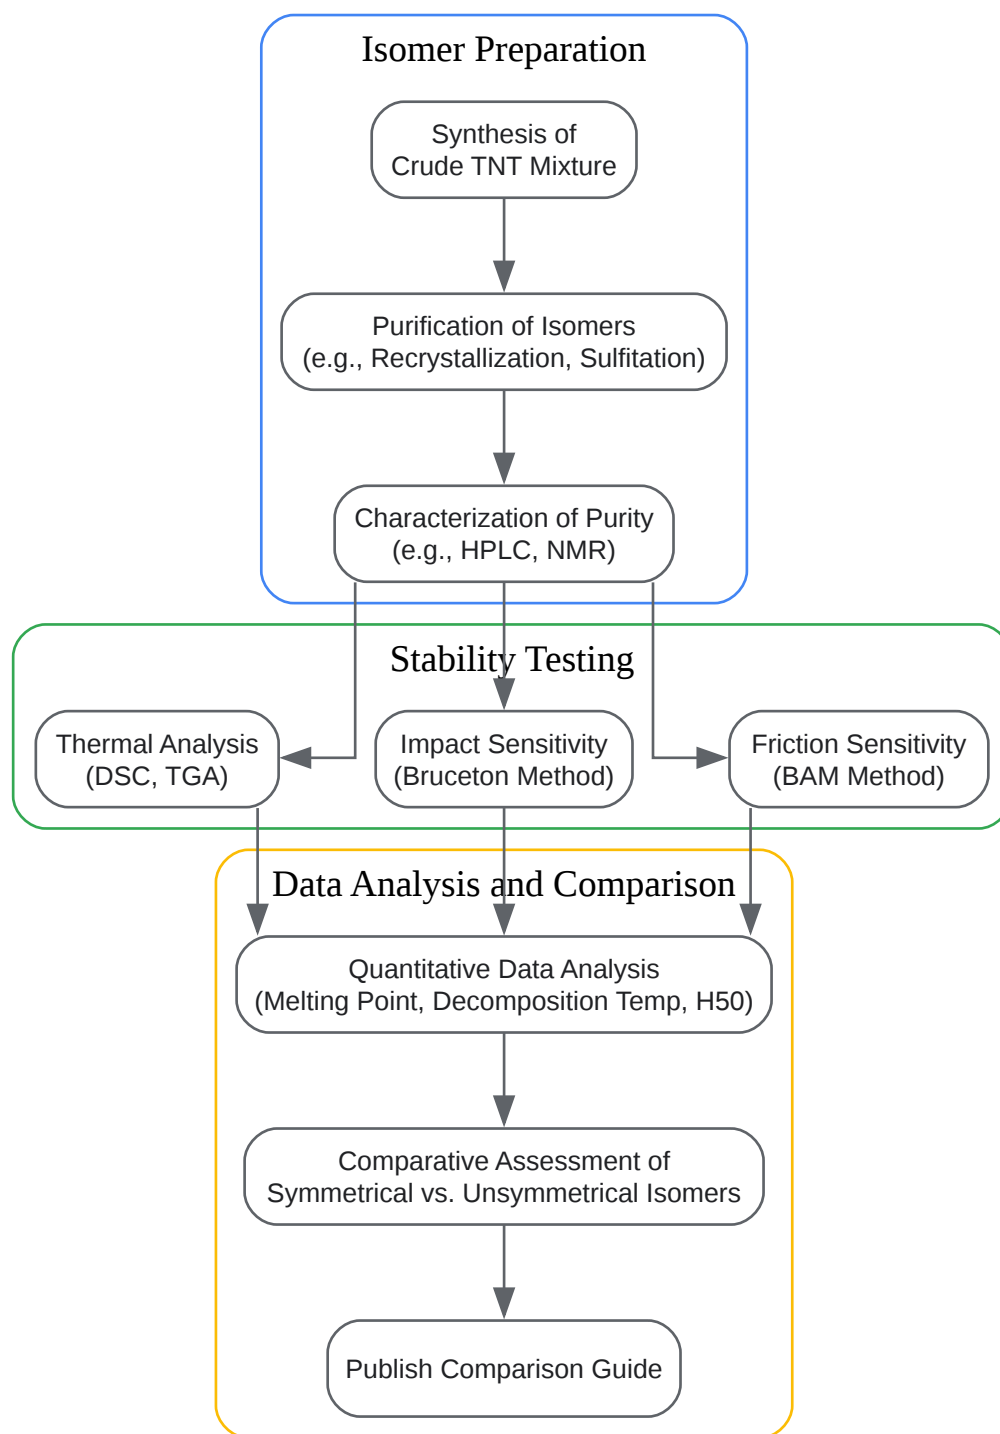 Isomer Preparation
Synthesis of
Crude TNT Mixture
Purification of Isomers
(e.g., Recrystallization, Sulfitation)
Characterization of Purity
(e.g., HPLC, NMR)
Stability Testing
Thermal Analysis
(DSC, TGA)
Impact Sensitivity
(Bruceton Method)
Friction Sensitivity
(BAM Method)
Data Analysis and Comparison
Quantitative Data Analysis
(Melting Point, Decomposition Temp, H50)
Comparative Assessment of
Symmetrical vs. Unsymmetrical Isomers
Publish Comparison Guide